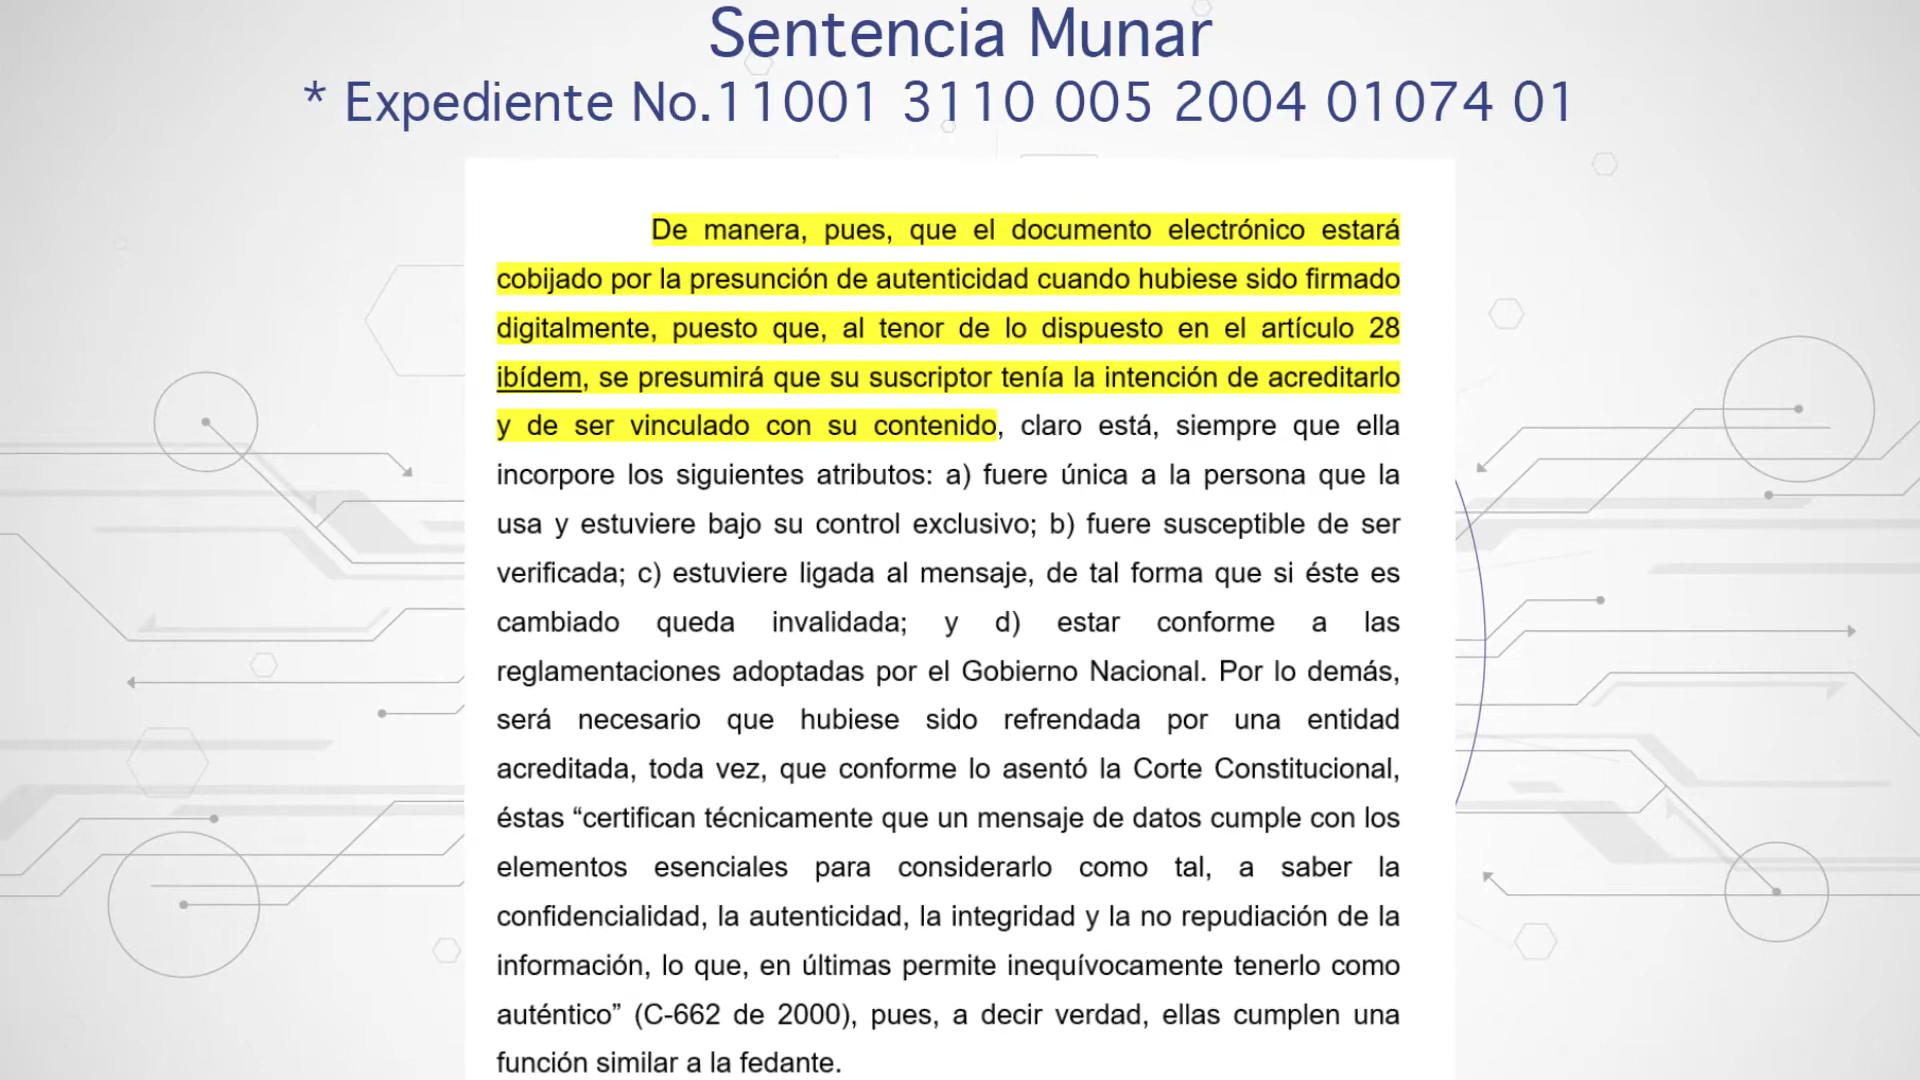 Sentencia Munar
* Expediente No.11001 3110 005 2004 01074 01
De manera, pues, que el documento electrónico estará
cobijado por la presunción de autenticidad cuando hubiese sido firmado
digitalmente, puesto que, al tenor de lo dispuesto en el artículo 28
ibídem, se presumirá que su suscriptor tenía la intención de acreditarlo
y de ser vinculado con su contenido, claro está, siempre que ella
incorpore los siguientes atributos: a) fuere única a la persona que la
usa y estuviere bajo su control exclusivo; b) fuere susceptible de ser
verificada; c) estuviere ligada al mensaje, de tal forma que si éste es
cambiado queda invalidada; y d) estar conforme a las
reglamentaciones adoptadas por el Gobierno Nacional. Por lo demás,
será necesario que hubiese sido refrendada por una entidad
acreditada, toda vez, que conforme lo asentó la Corte Constitucional,
éstas “certifican técnicamente que un mensaje de datos cumple con los
elementos esenciales para considerarlo como tal, a saber la
confidencialidad, la autenticidad, la integridad y la no repudiación de la
información, lo que, en últimas permite inequívocamente tenerlo como
auténtico” (C-662 de 2000), pues, a decir verdad, ellas cumplen una
función similar a la fedante.